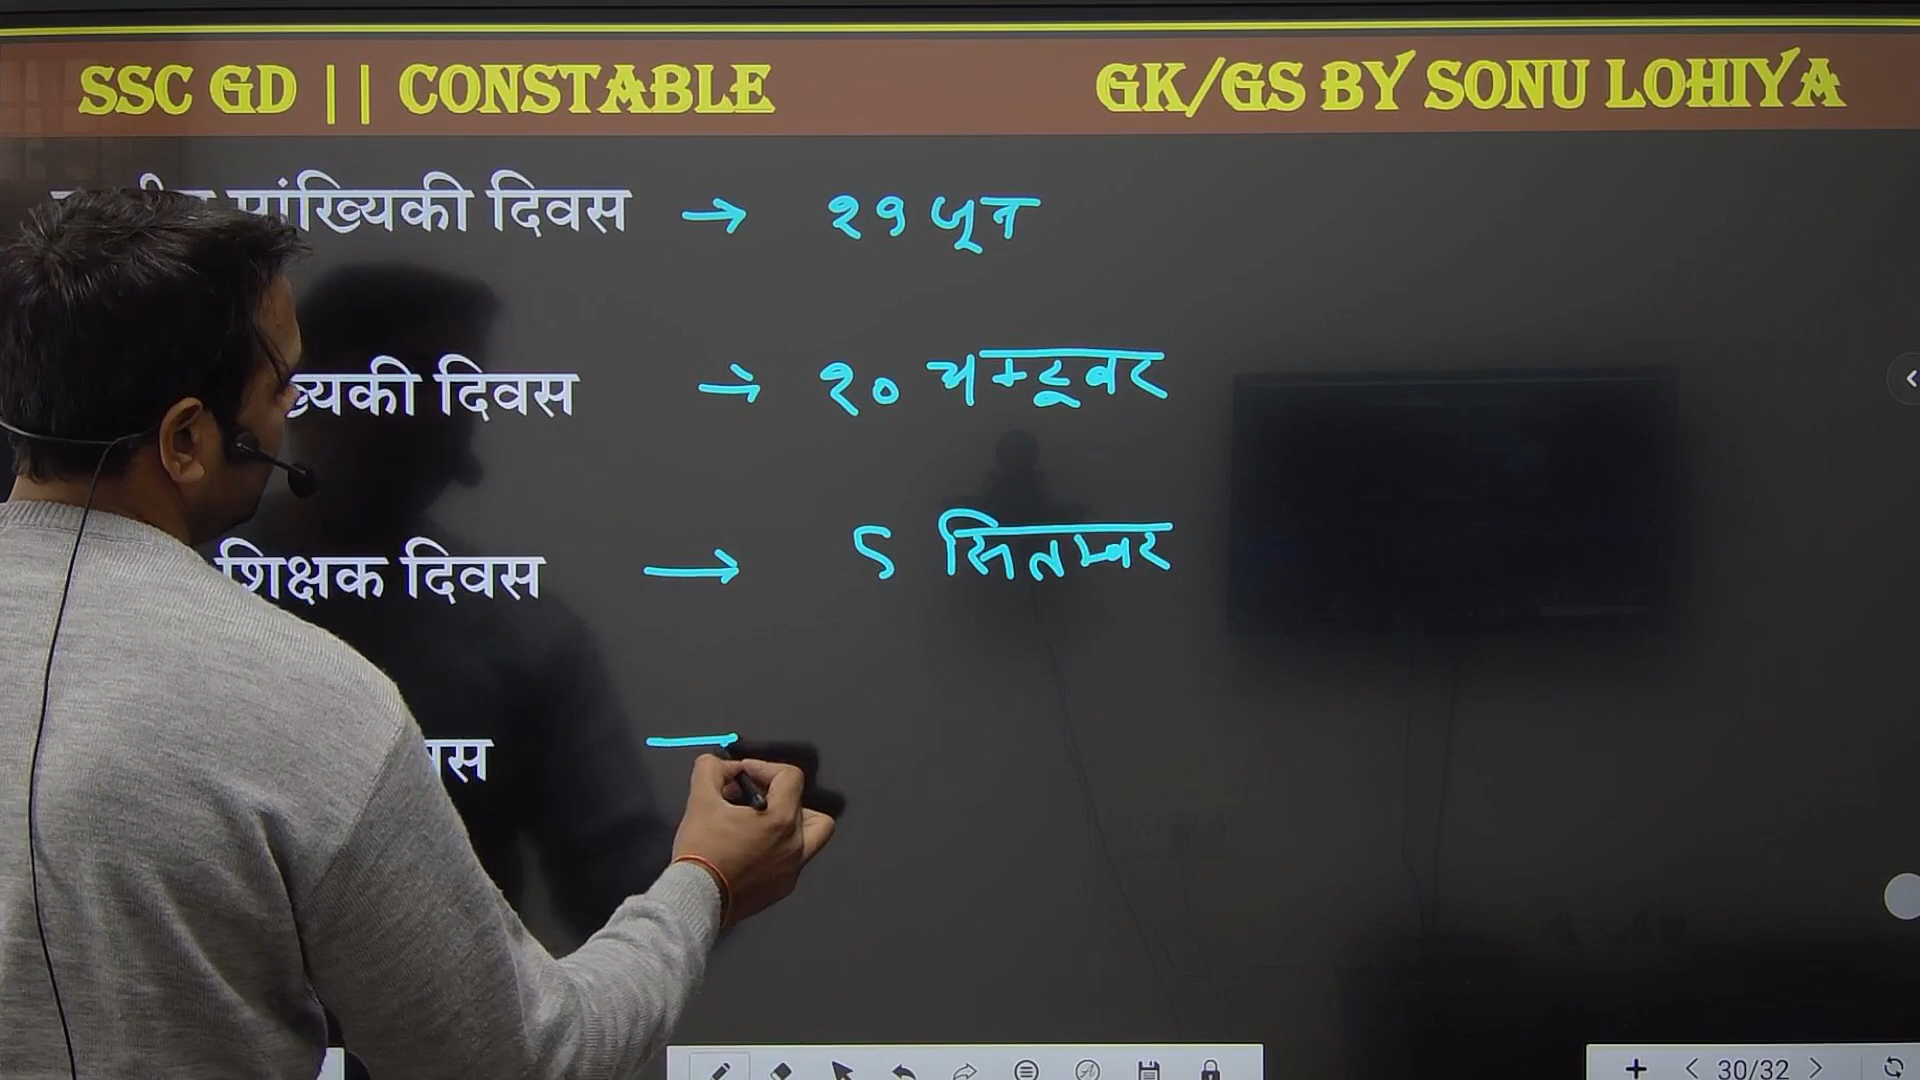 SSC GD || CONSTABLE GK/GS BY SONU LOHIYA
सांख्यिकी दिवस → २९ जून
दिवस → २० अक्टूबर
शिक्षक दिवस → 5 सितम्बर
30/32